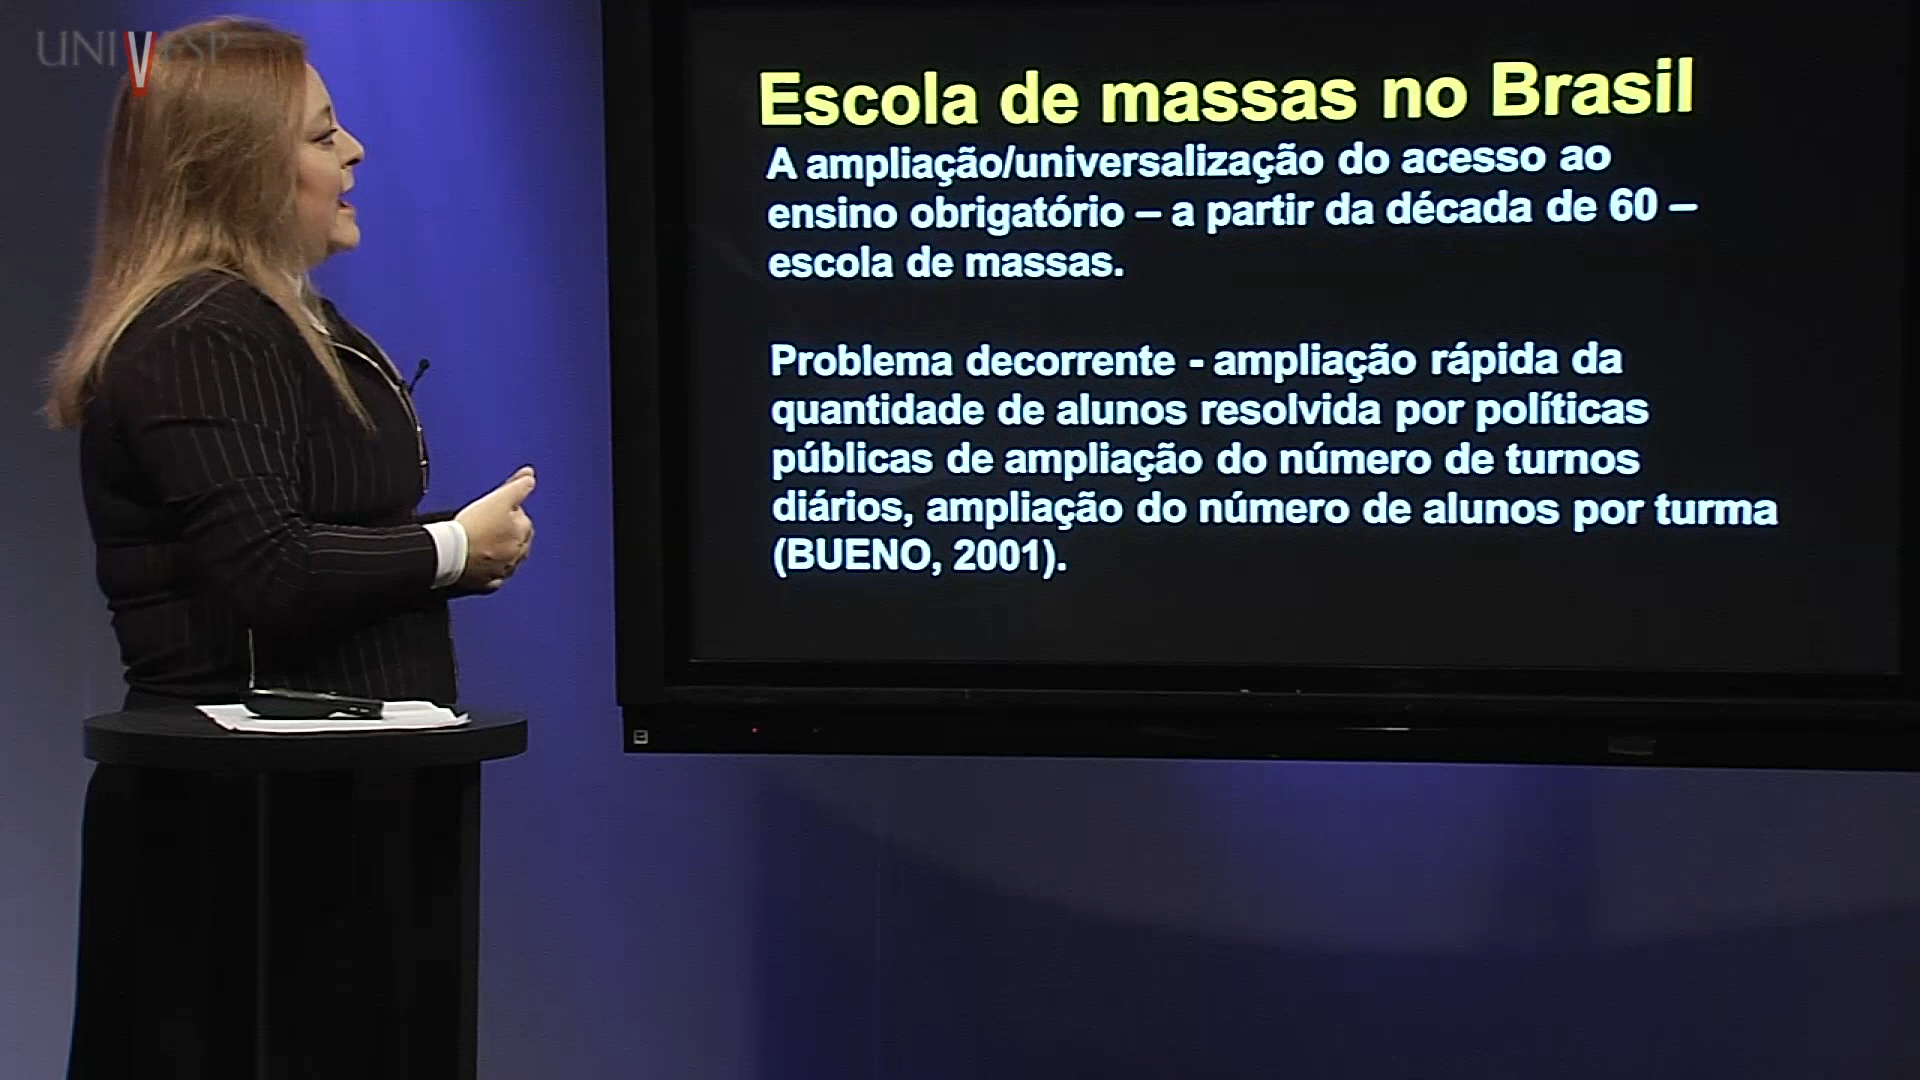 UNIVESP
Escola de massas no Brasil
A ampliação/universalização do acesso ao
ensino obrigatório – a partir da década de 60 –
escola de massas.
Problema decorrente - ampliação rápida da
quantidade de alunos resolvida por políticas
públicas de ampliação do número de turnos
diários, ampliação do número de alunos por turma
(BUENO, 2001).